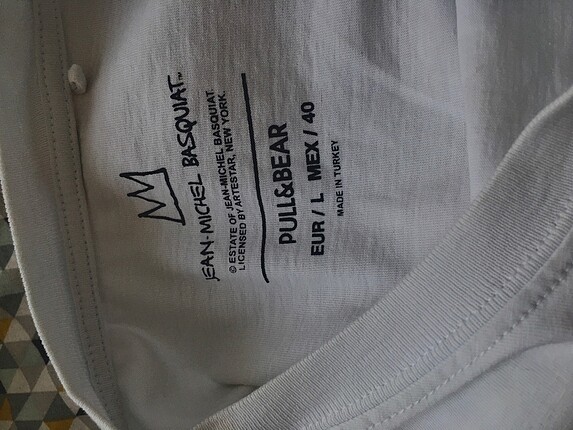 JEAN-MICHEL BASQUIAT™
© ESTATE OF JEAN-MICHEL BASQUIAT.
LICENSED BY ARTESTAR, NEW YORK.
PULL&BEAR
EUR / L MEX / 40
MADE IN TURKEY